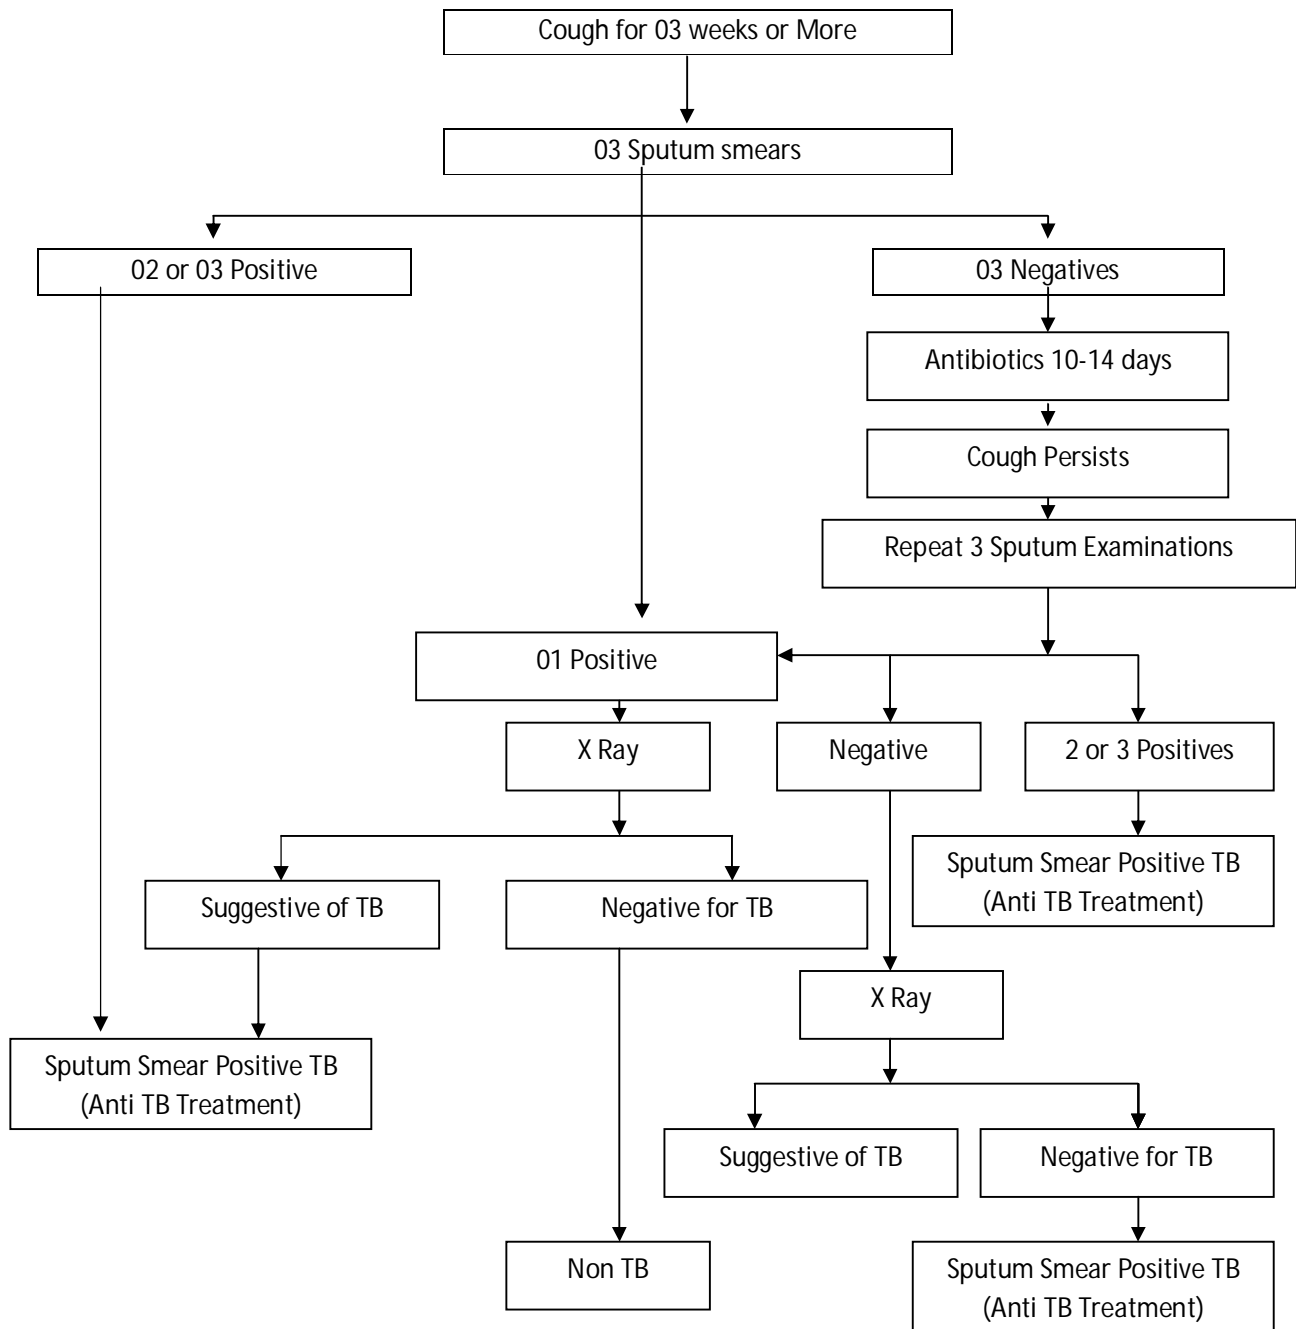 Cough for 03 weeks or More
03 Sputum smears
02 or 03 Positive
03 Negatives
Antibiotics 10-14 days
Cough Persists
Repeat 3 Sputum Examinations
01 Positive
X Ray
Negative
2 or 3 Positives
Sputum Smear Positive TB
(Anti TB Treatment)
Suggestive of TB
Negative for TB
X Ray
Sputum Smear Positive TB
(Anti TB Treatment)
Suggestive of TB
Negative for TB
Non TB
Sputum Smear Positive TB
(Anti TB Treatment)